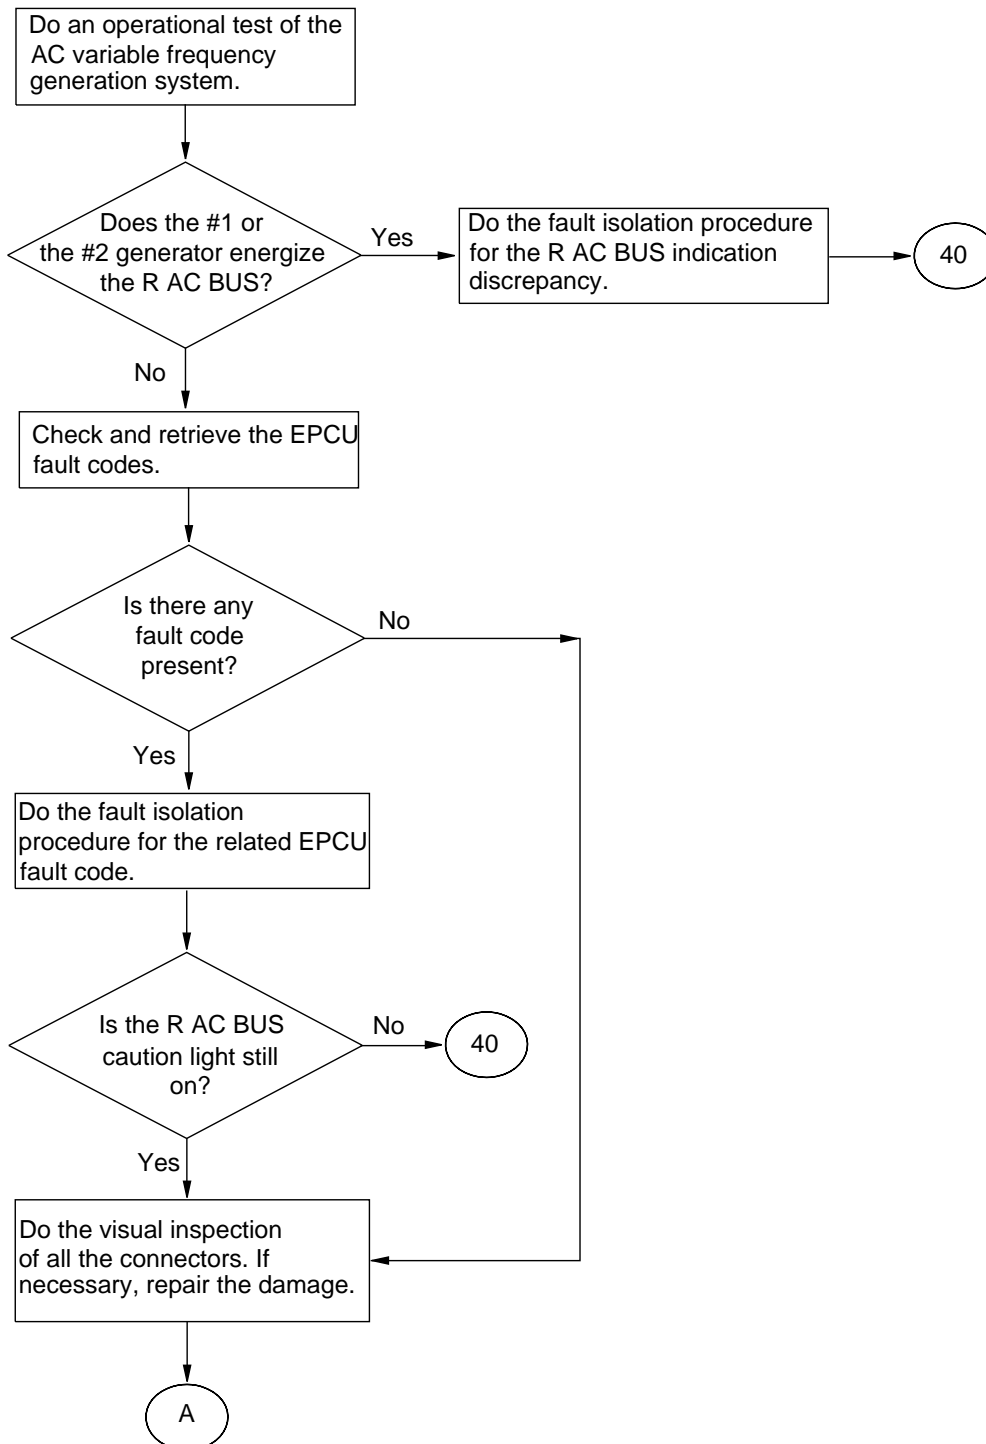 Do an operational test of the
AC variable frequency
generation system.
Does the #1 or
the #2 generator energize
the R AC BUS?
Yes
Do the fault isolation procedure
for the R AC BUS indication
discrepancy.
40
No
Check and retrieve the EPCU
fault codes.
Is there any
fault code
present?
No
Yes
Do the fault isolation
procedure for the related EPCU
fault code.
Is the R AC BUS
caution light still
on?
No
40
Yes
Do the visual inspection
of all the connectors. If
necessary, repair the damage.
A